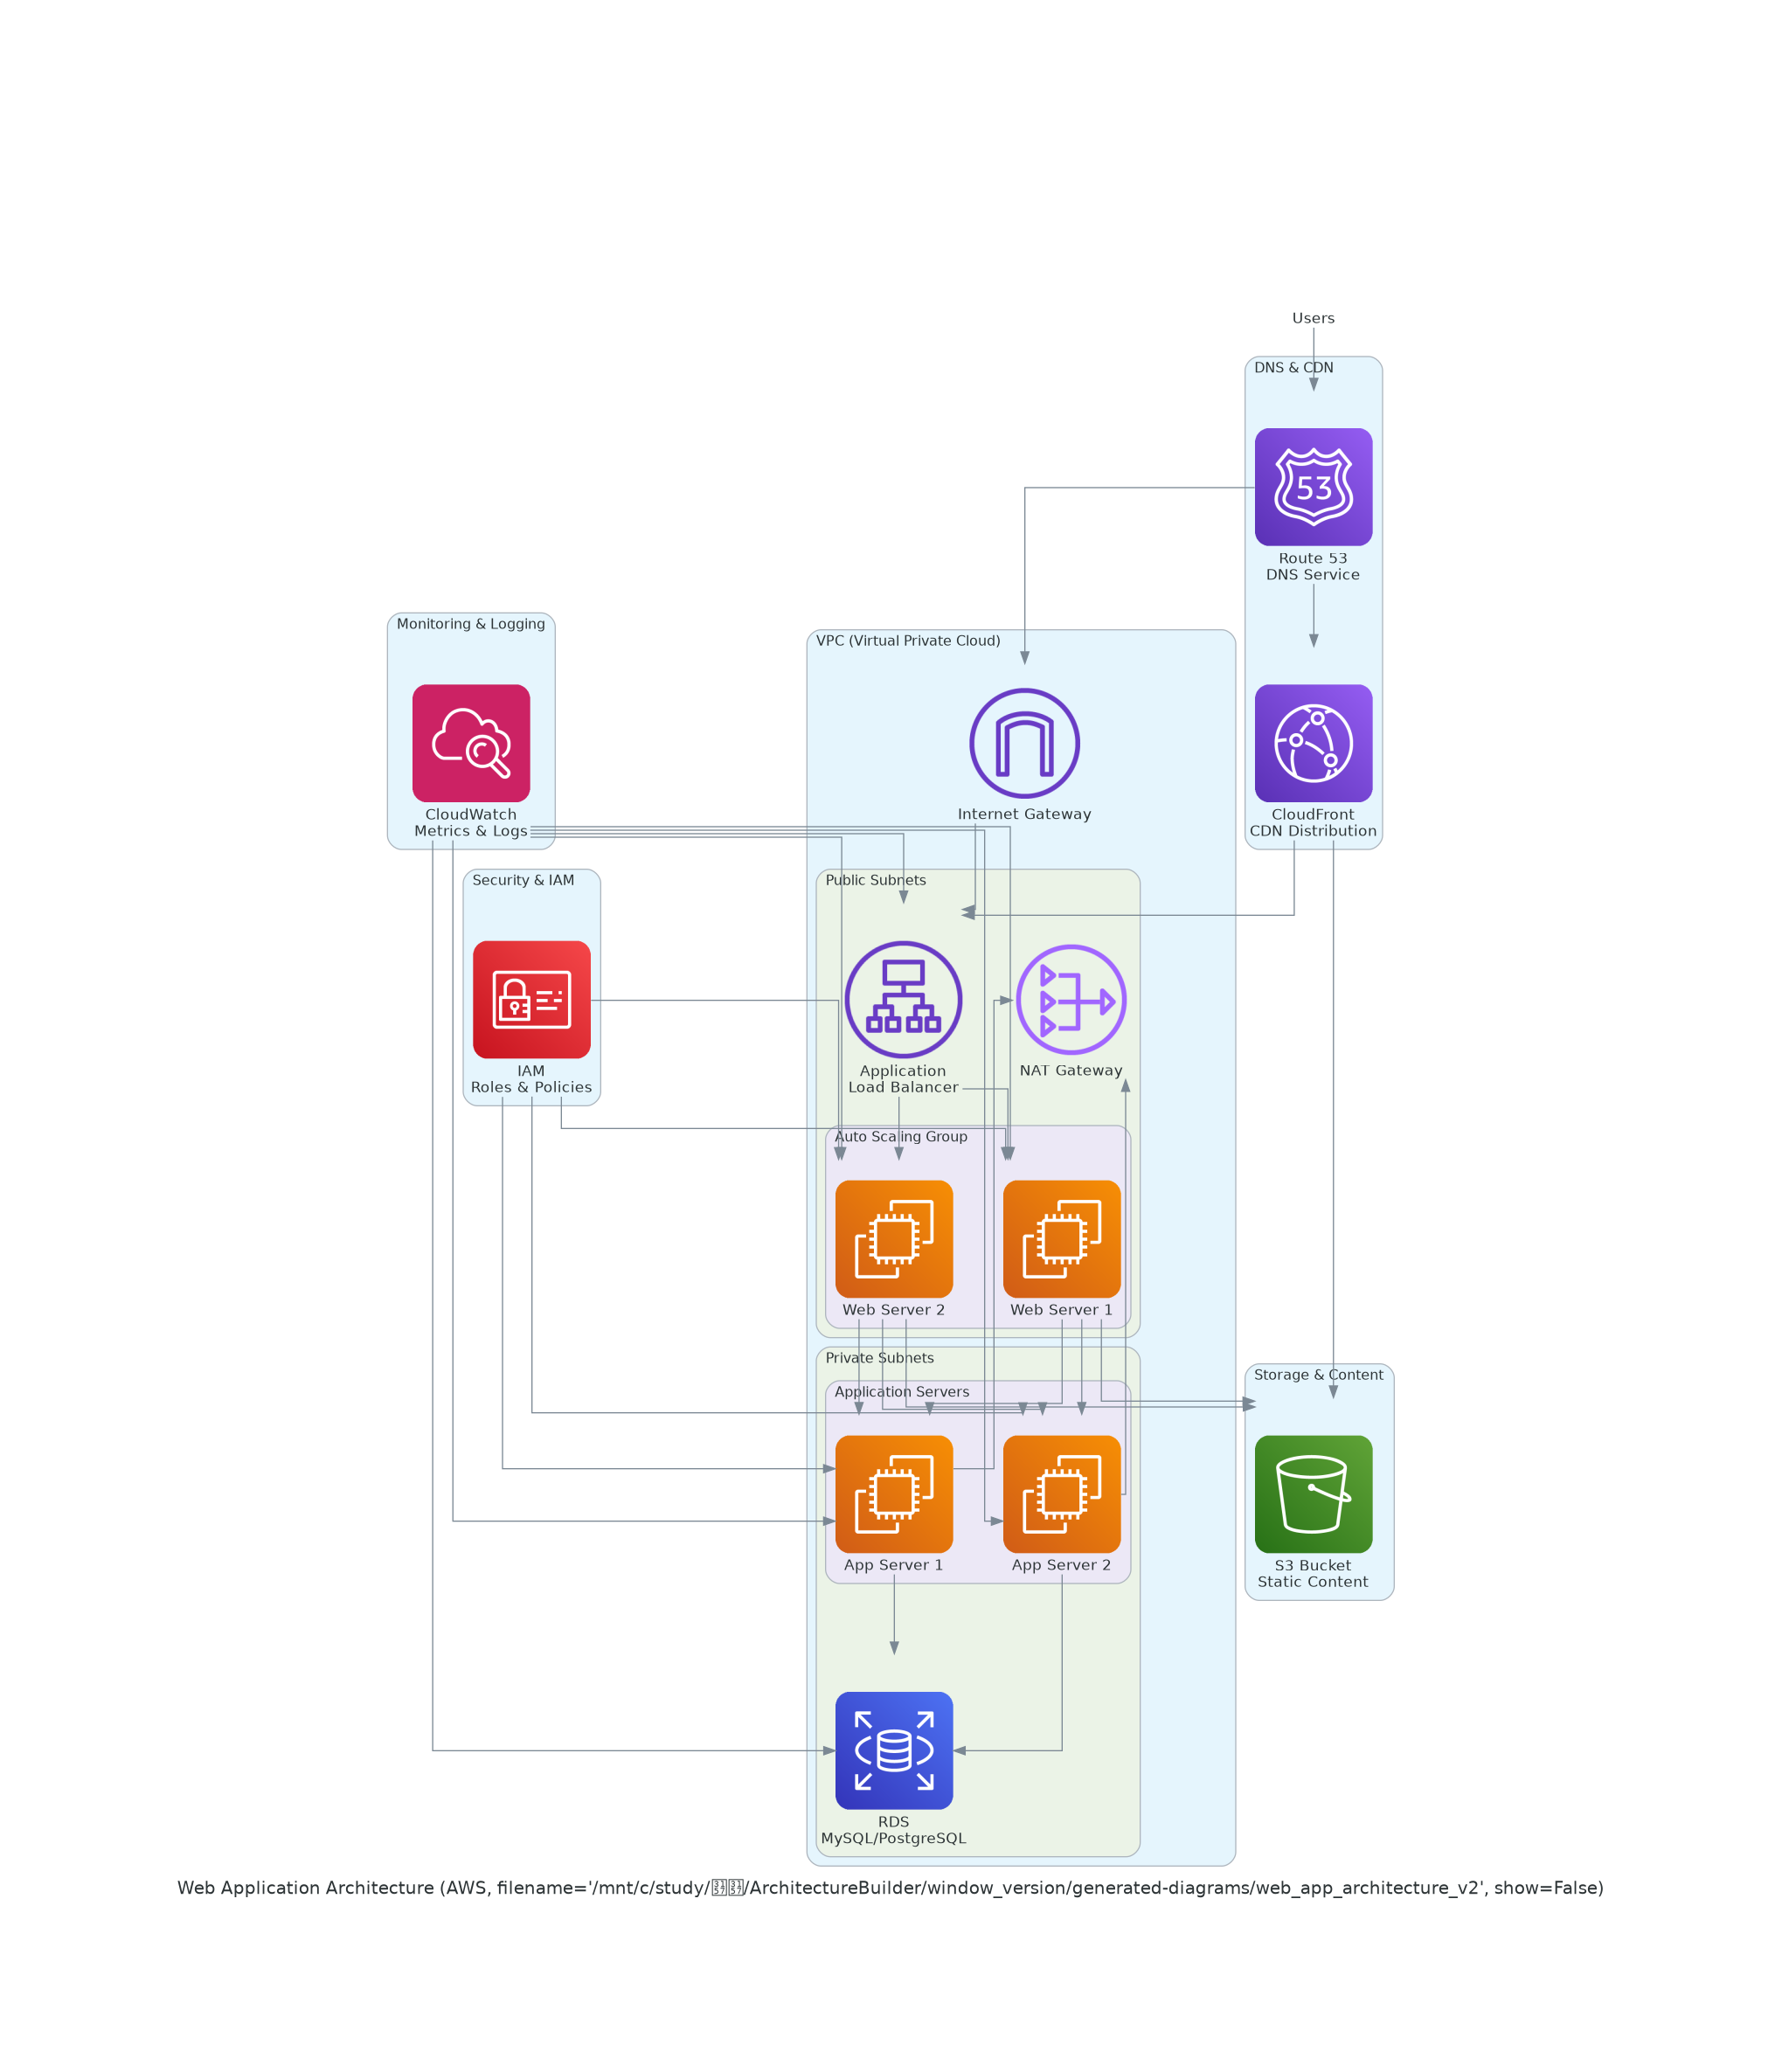 Users
DNS & CDN
53
Route 53
DNS Service
Monitoring & Logging
VPC (Virtual Private Cloud)
CloudWatch
Metrics & Logs
Internet Gateway
CloudFront
CDN Distribution
Security & IAM
Public Subnets
IAM
Roles & Policies
Application
Load Balancer
NAT Gateway
Auto Scaling Group
Web Server 2
Web Server 1
Private Subnets
Application Servers
Storage & Content
App Server 1
App Server 2
S3 Bucket
Static Content
RDS
MySQL/PostgreSQL
Web Application Architecture (AWS, filename='/mnt/c/study//ArchitectureBuilder/window_version/generated-diagrams/web_app_architecture_v2', show=False)